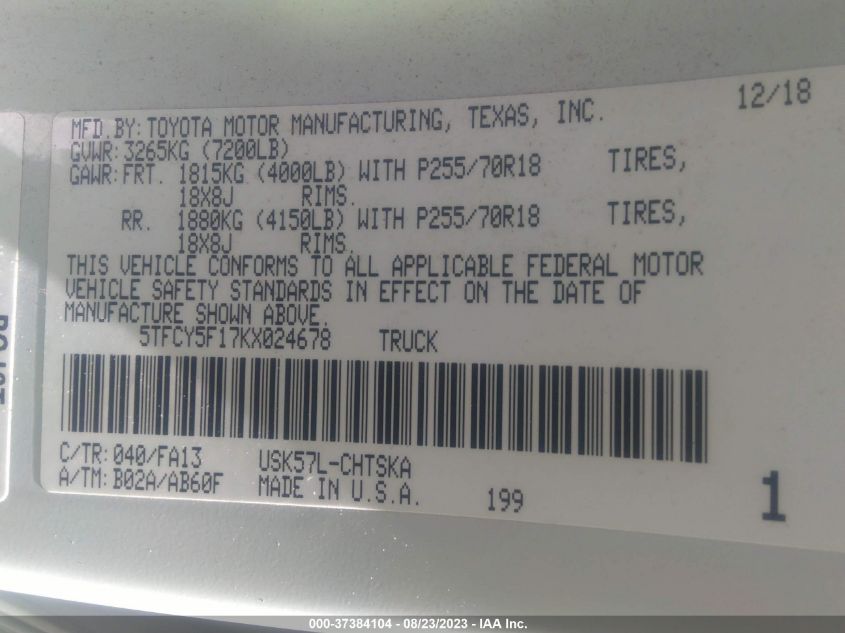 12/18
MFD.BY: TOYOTA MOTOR MANUFACTURING, TEXAS, INC.
GVWR: 3265KG (7200LB)
GAWR: FRT. 1815KG (4000LB) WITH P255/70R18 TIRES,
18X8J RIMS.
RR. 1880KG (4150LB) WITH P255/70R18 TIRES,
18X8J RIMS.
THIS VEHICLE CONFORMS TO ALL APPLICABLE FEDERAL MOTOR
VEHICLE SAFETY STANDARDS IN EFFECT ON THE DATE OF
MANUFACTURE SHOWN ABOVE.
5TFCY5F17KX024678 TRUCK
C/TR: 040/FA13 USK57L-CHTSKA
A/TM: B02A/AB60F MADE IN U.S.A. 199 1
000-37384104 — 08/23/2023 — IAA Inc.